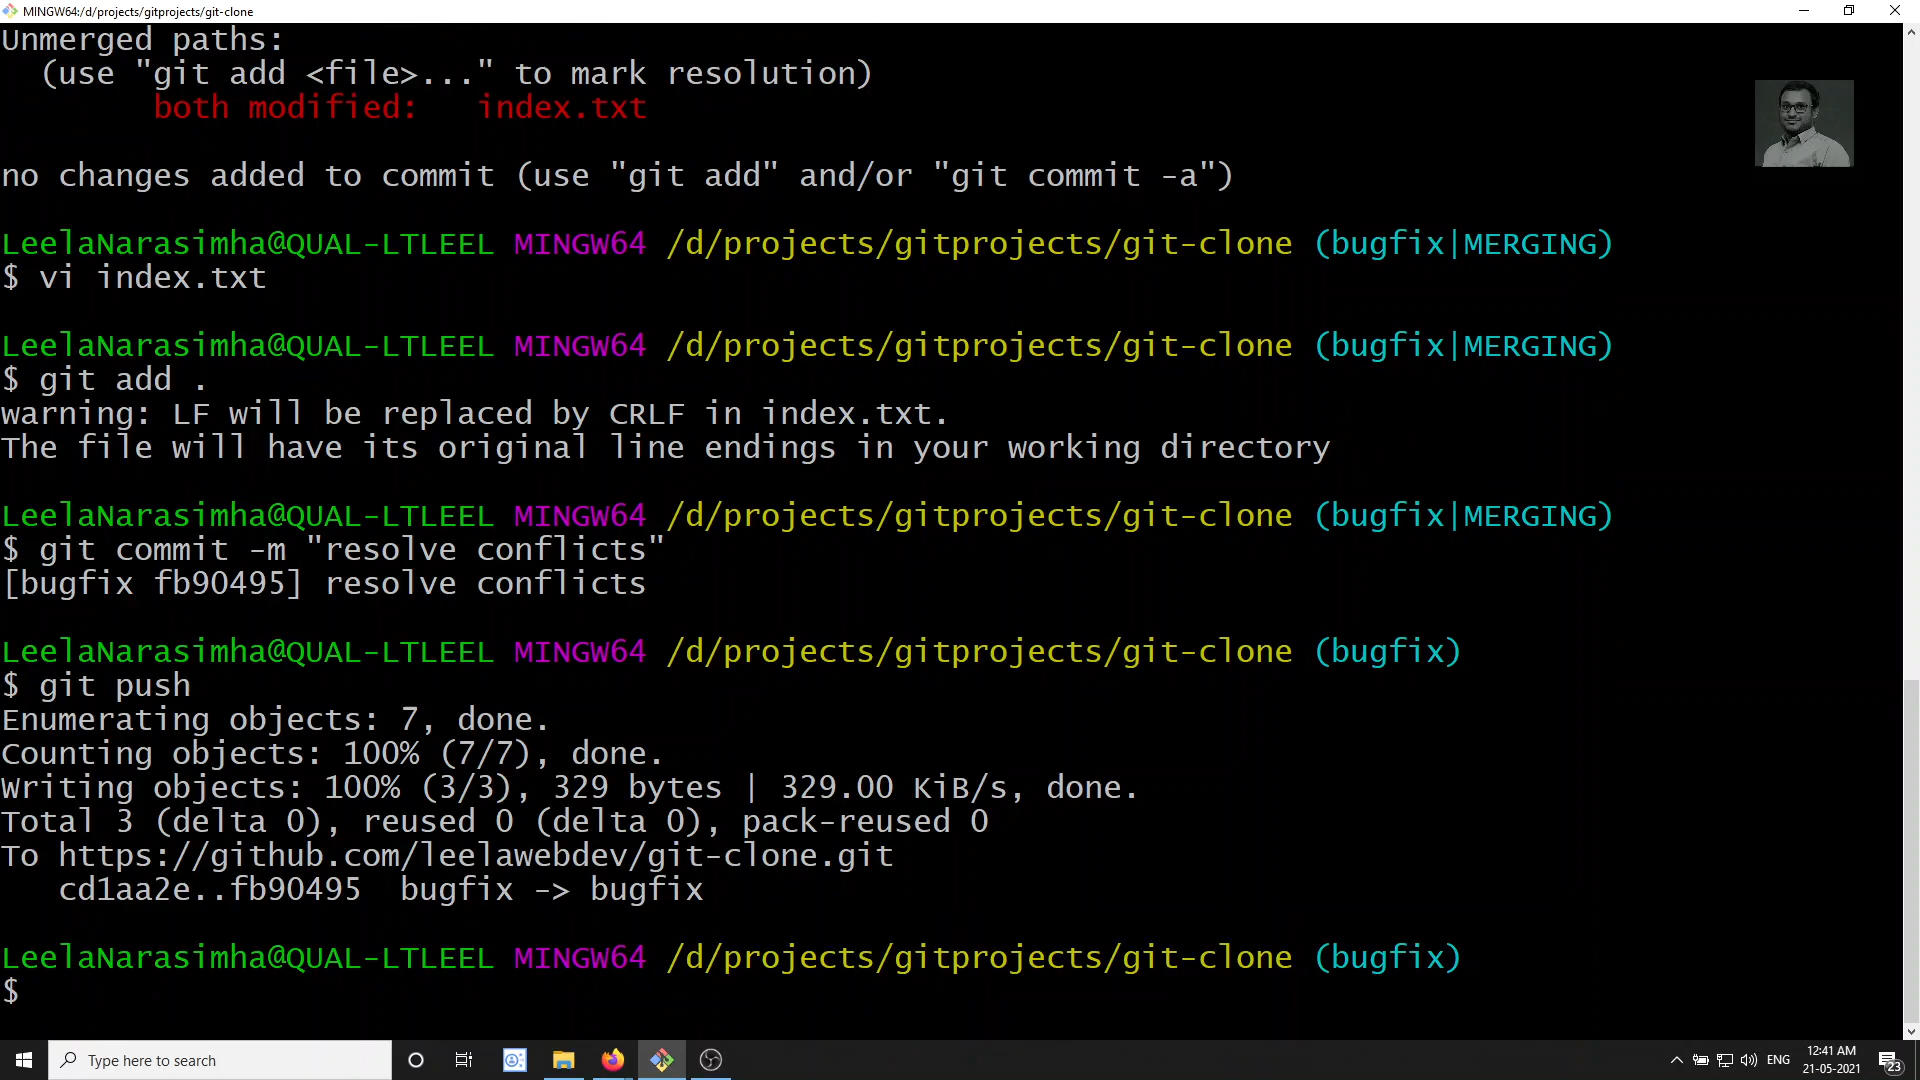 MINGW64:/d/projects/gitprojects/git-clone
Unmerged paths:
  (use "git add <file>..." to mark resolution)
        both modified:   index.txt

no changes added to commit (use "git add" and/or "git commit -a")

LeelaNarasimha@QUAL-LTLEEL MINGW64 /d/projects/gitprojects/git-clone (bugfix|MERGING)
$ vi index.txt

LeelaNarasimha@QUAL-LTLEEL MINGW64 /d/projects/gitprojects/git-clone (bugfix|MERGING)
$ git add .
warning: LF will be replaced by CRLF in index.txt.
The file will have its original line endings in your working directory

LeelaNarasimha@QUAL-LTLEEL MINGW64 /d/projects/gitprojects/git-clone (bugfix|MERGING)
$ git commit -m "resolve conflicts"
[bugfix fb90495] resolve conflicts

LeelaNarasimha@QUAL-LTLEEL MINGW64 /d/projects/gitprojects/git-clone (bugfix)
$ git push
Enumerating objects: 7, done.
Counting objects: 100% (7/7), done.
Writing objects: 100% (3/3), 329 bytes | 329.00 KiB/s, done.
Total 3 (delta 0), reused 0 (delta 0), pack-reused 0
To https://github.com/leelawebdev/git-clone.git
   cd1aa2e..fb90495  bugfix -> bugfix

LeelaNarasimha@QUAL-LTLEEL MINGW64 /d/projects/gitprojects/git-clone (bugfix)
$
Type here to search
ENG
12:41 AM
21-05-2021
23